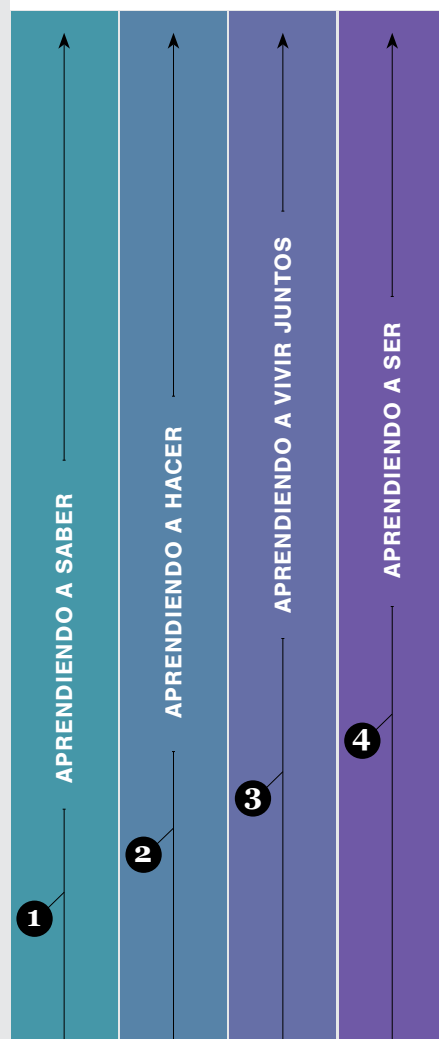 1
APRENDIENDO A SABER
2
APRENDIENDO A HACER
3
APRENDIENDO A VIVIR JUNTOS
4
APRENDIENDO A SER